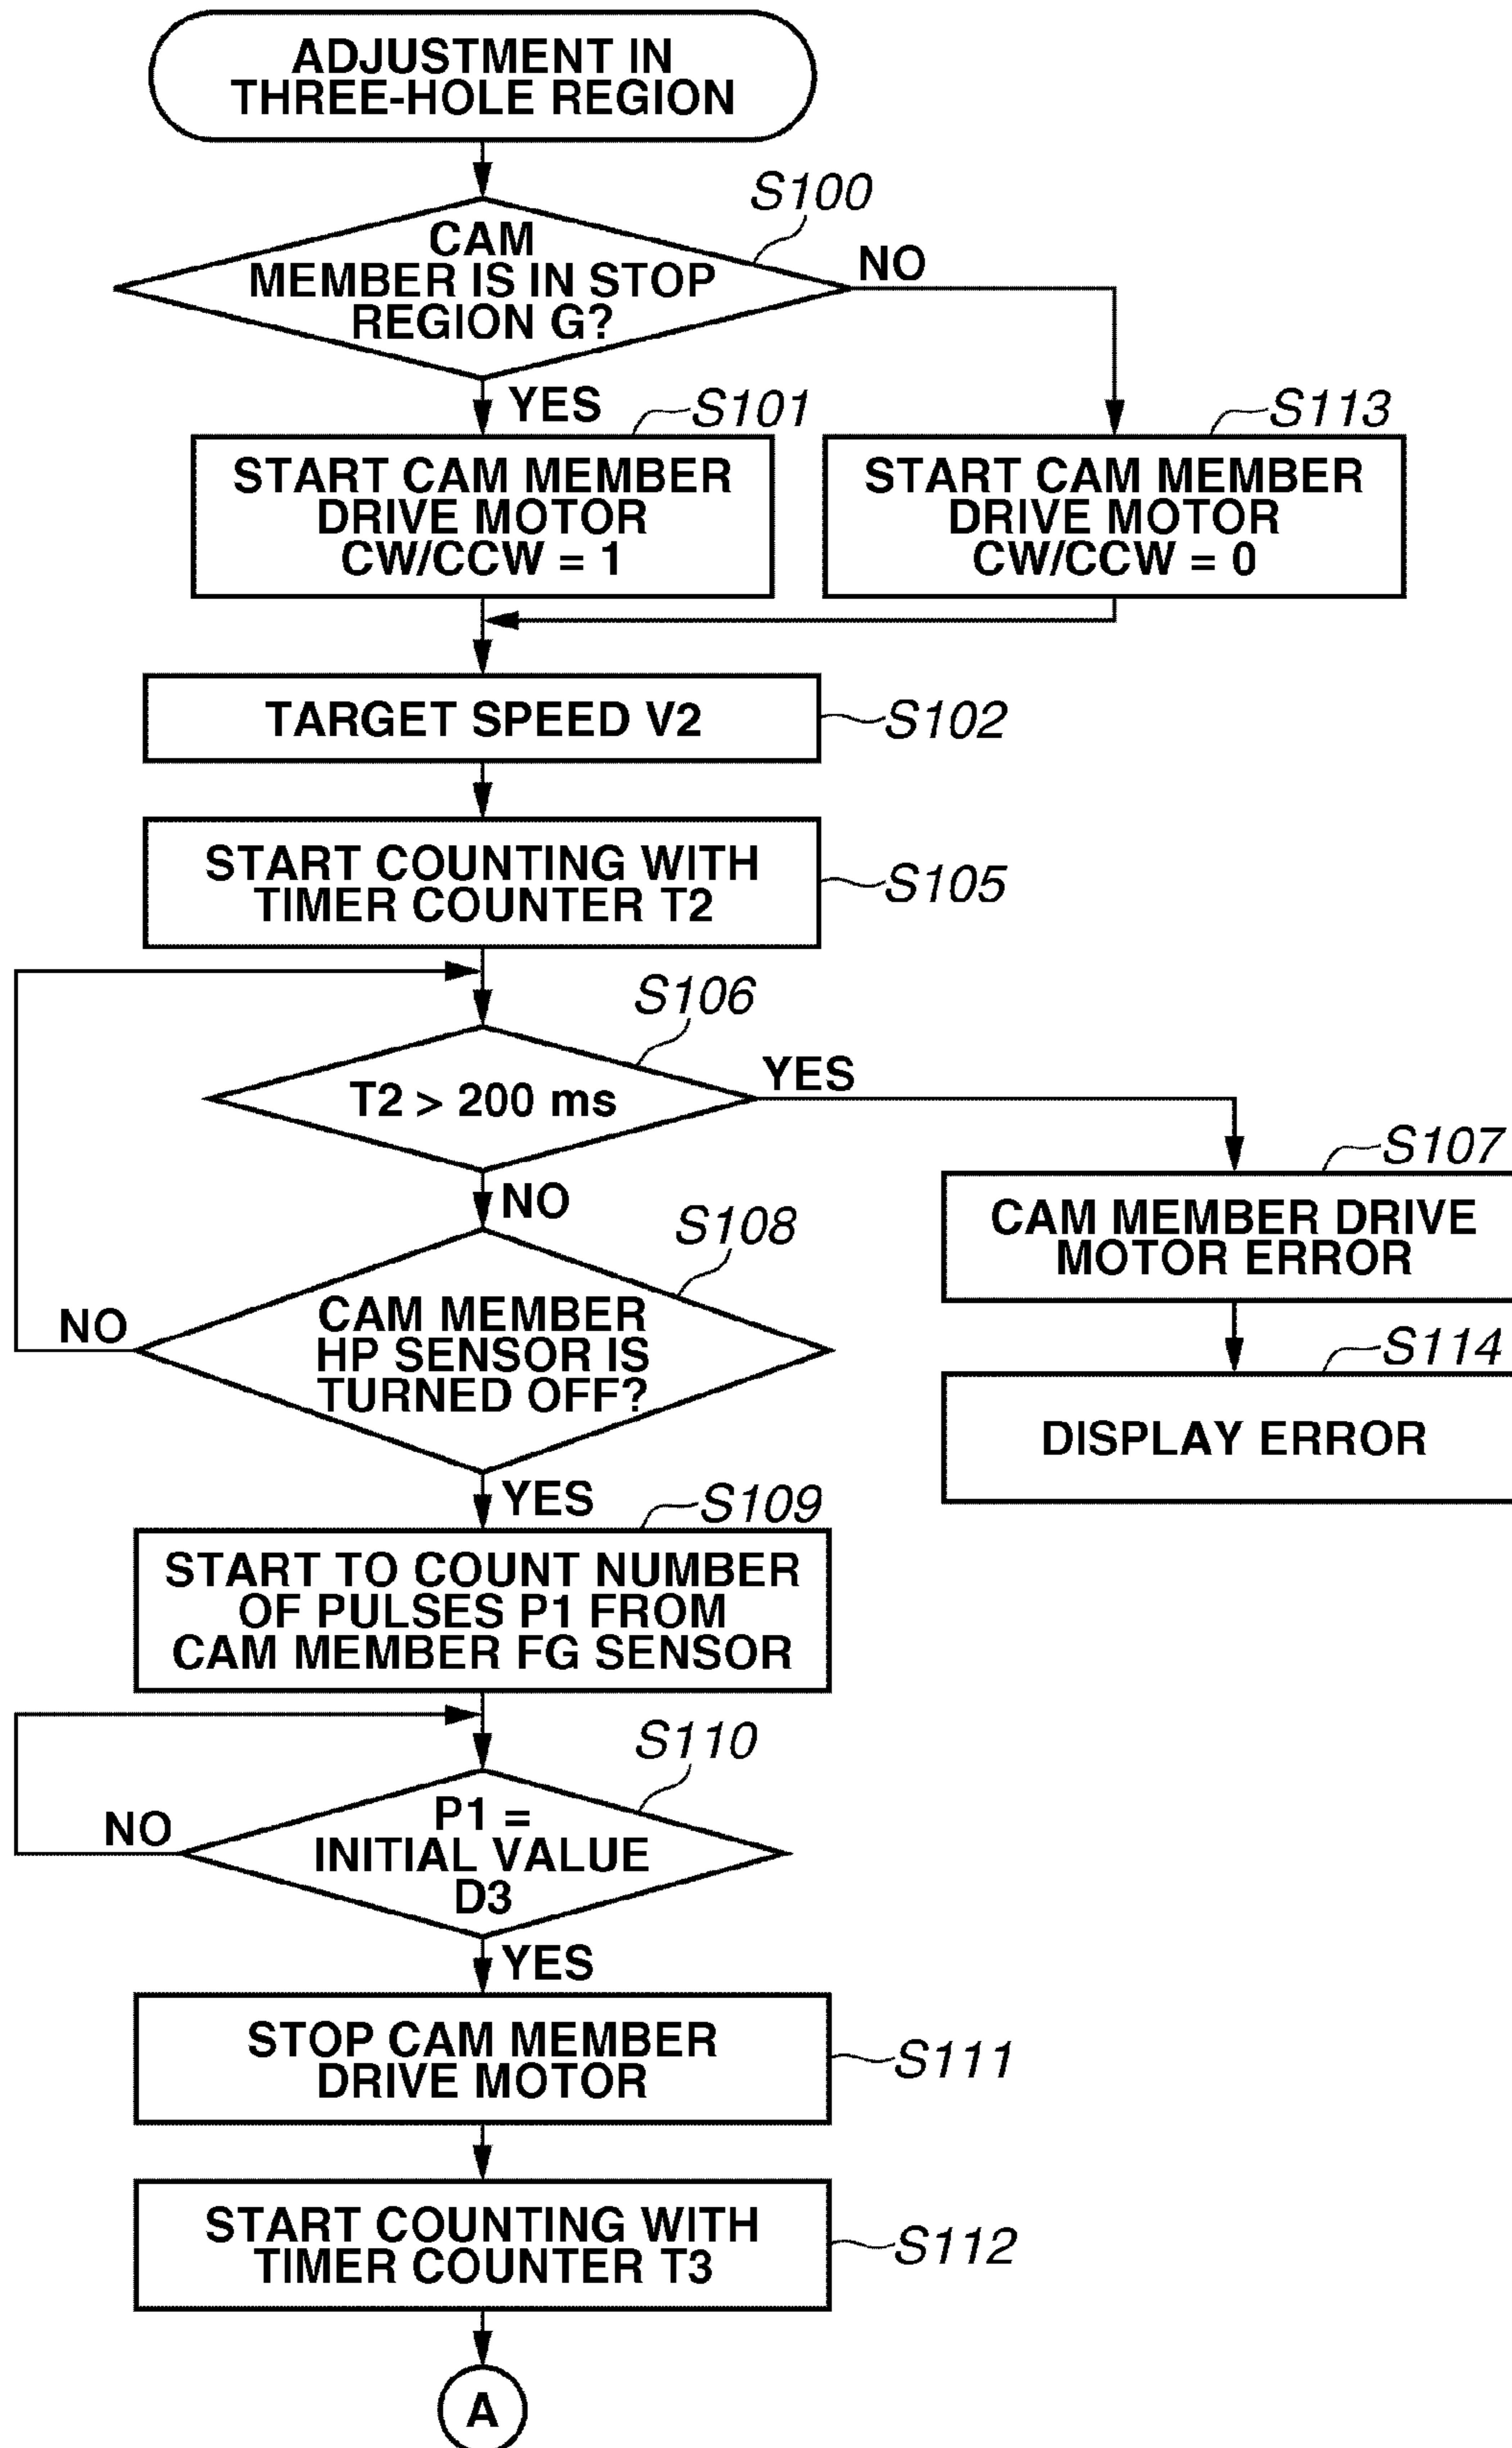 ADJUSTMENT IN
THREE-HOLE REGION
S100
CAM
MEMBER IS IN STOP
REGION G?
NO
YES
S101
START CAM MEMBER
DRIVE MOTOR
CW/CCW = 1
S113
START CAM MEMBER
DRIVE MOTOR
CW/CCW = 0
TARGET SPEED V2
S102
START COUNTING WITH
TIMER COUNTER T2
S105
S106
T2 > 200 ms
YES
NO
S107
CAM MEMBER DRIVE
MOTOR ERROR
S108
CAM MEMBER
HP SENSOR IS
TURNED OFF?
NO
YES
S114
DISPLAY ERROR
S109
START TO COUNT NUMBER
OF PULSES P1 FROM
CAM MEMBER FG SENSOR
S110
P1 =
INITIAL VALUE
D3
NO
YES
STOP CAM MEMBER
DRIVE MOTOR
S111
START COUNTING WITH
TIMER COUNTER T3
S112
A